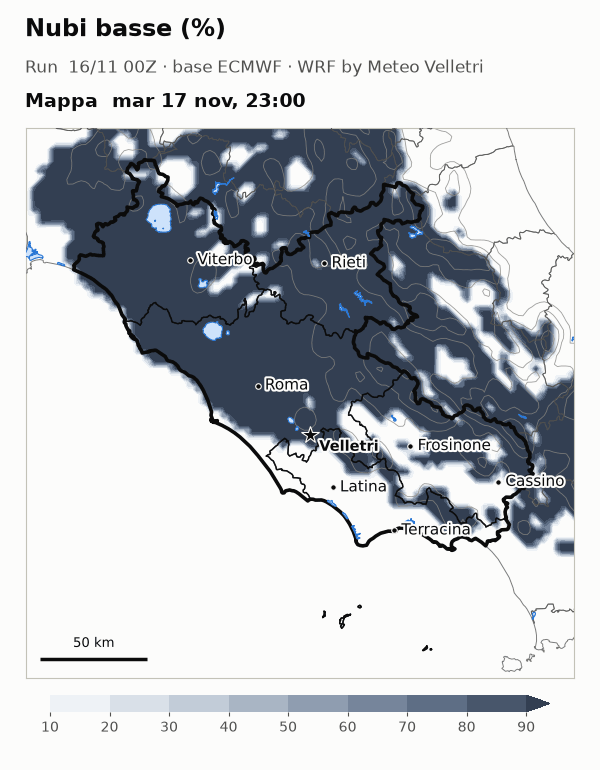 Nubi basse (%)
Run  16/11 00Z · base ECMWF · WRF by Meteo Velletri
Mappa  mar 17 nov, 23:00
Viterbo
Rieti
Roma
Velletri
Frosinone
Cassino
Latina
Terracina
50 km
10 20 30 40 50 60 70 80 90